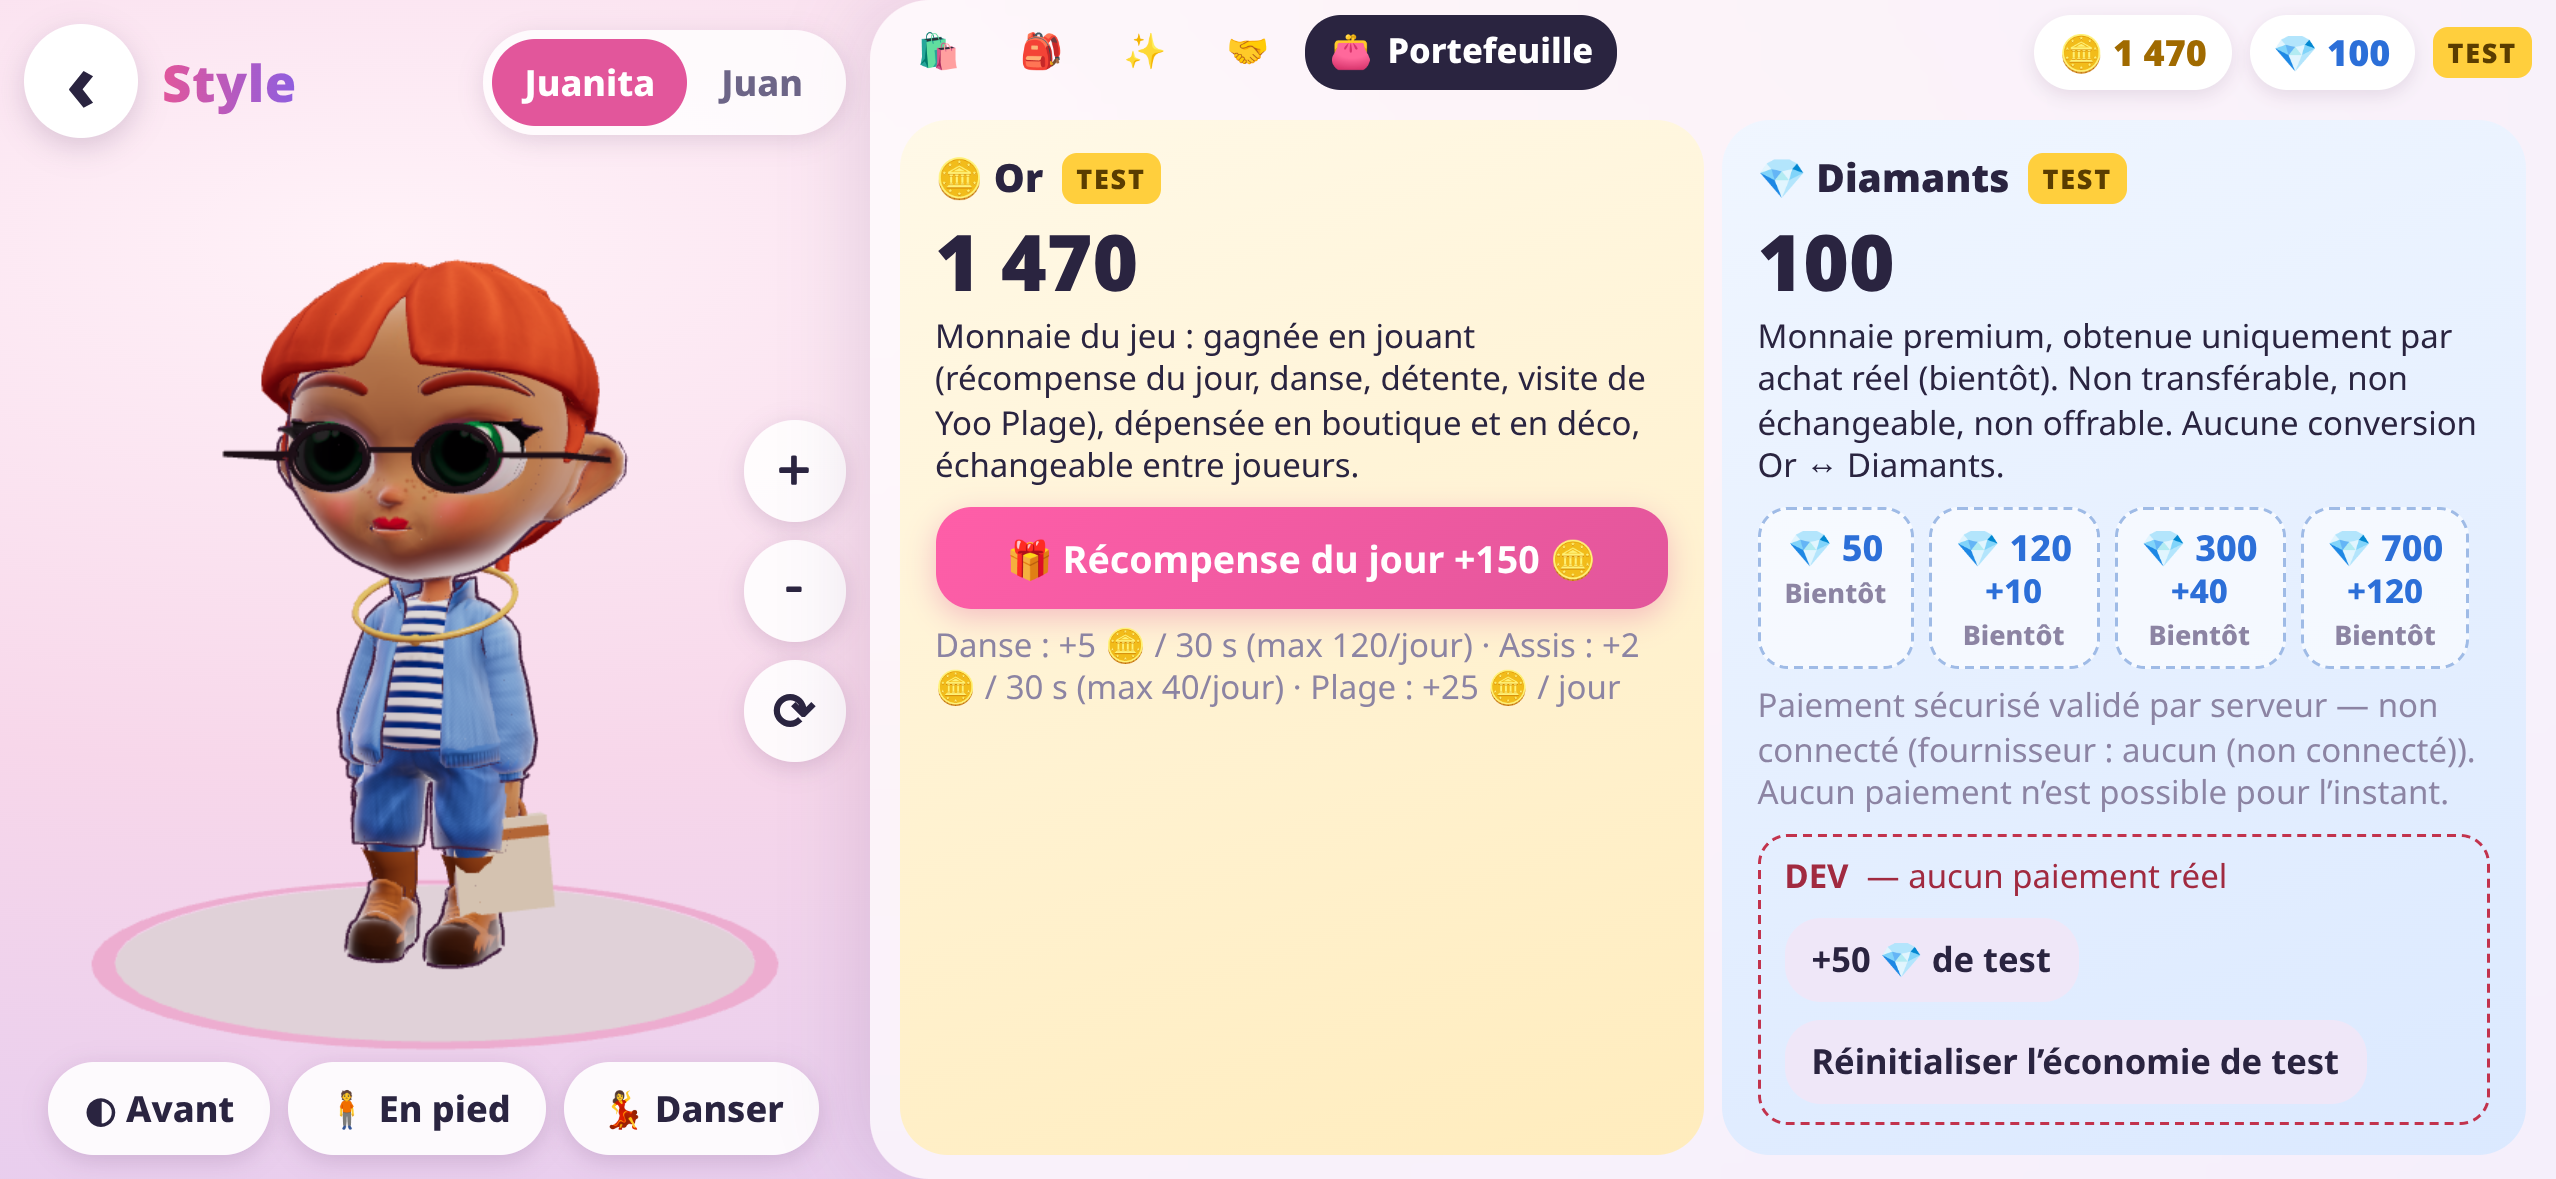 Style
Juanita
Juan
Portefeuille
1 470
100
TEST
Or TEST
1 470
Monnaie du jeu : gagnée en jouant
(récompense du jour, danse, détente, visite de
Yoo Plage), dépensée en boutique et en déco,
échangeable entre joueurs.
🎁 Récompense du jour +150 🪙
Danse : +5 🪙 / 30 s (max 120/jour) · Assis : +2
🪙 / 30 s (max 40/jour) · Plage : +25 🪙 / jour
Diamants TEST
100
Monnaie premium, obtenue uniquement par
achat réel (bientôt). Non transférable, non
échangeable, non offrable. Aucune conversion
Or ↔ Diamants.
💎 50
Bientôt
💎 120
+10
Bientôt
💎 300
+40
Bientôt
💎 700
+120
Bientôt
Paiement sécurisé validé par serveur — non
connecté (fournisseur : aucun (non connecté)).
Aucun paiement n’est possible pour l’instant.
DEV — aucun paiement réel
+50 💎 de test
Réinitialiser l’économie de test
+
-
Avant
En pied
Danser